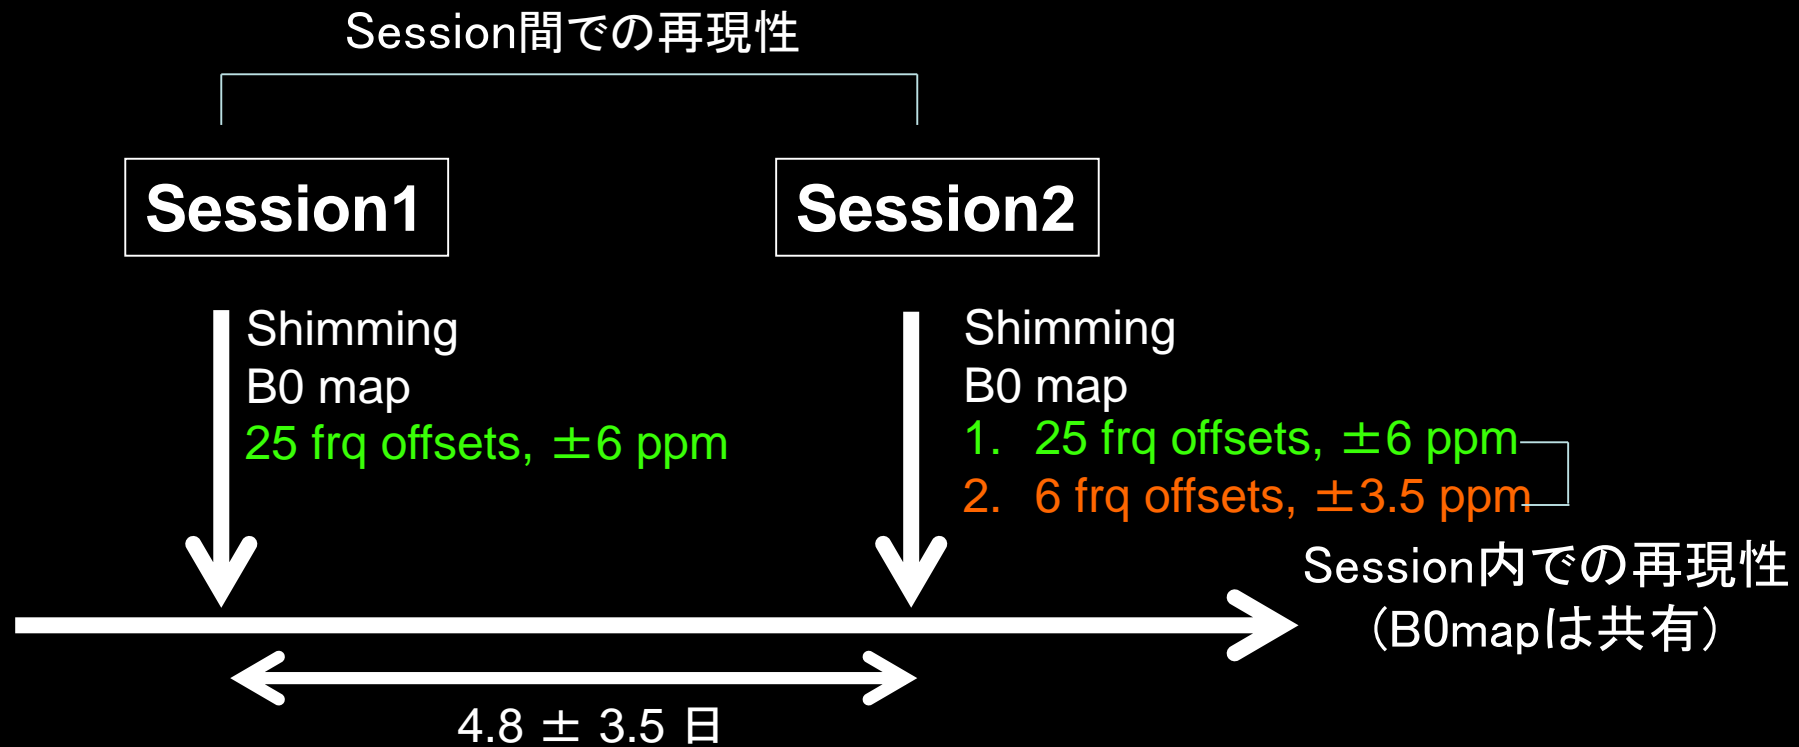 Session間での再現性
Session1
Session2
Shimming
B0 map
25 frq offsets, ±6 ppm
Shimming
B0 map
1. 25 frq offsets, ±6 ppm
2. 6 frq offsets, ±3.5 ppm
Session内での再現性
（B0mapは共有）
4.8 ± 3.5 日